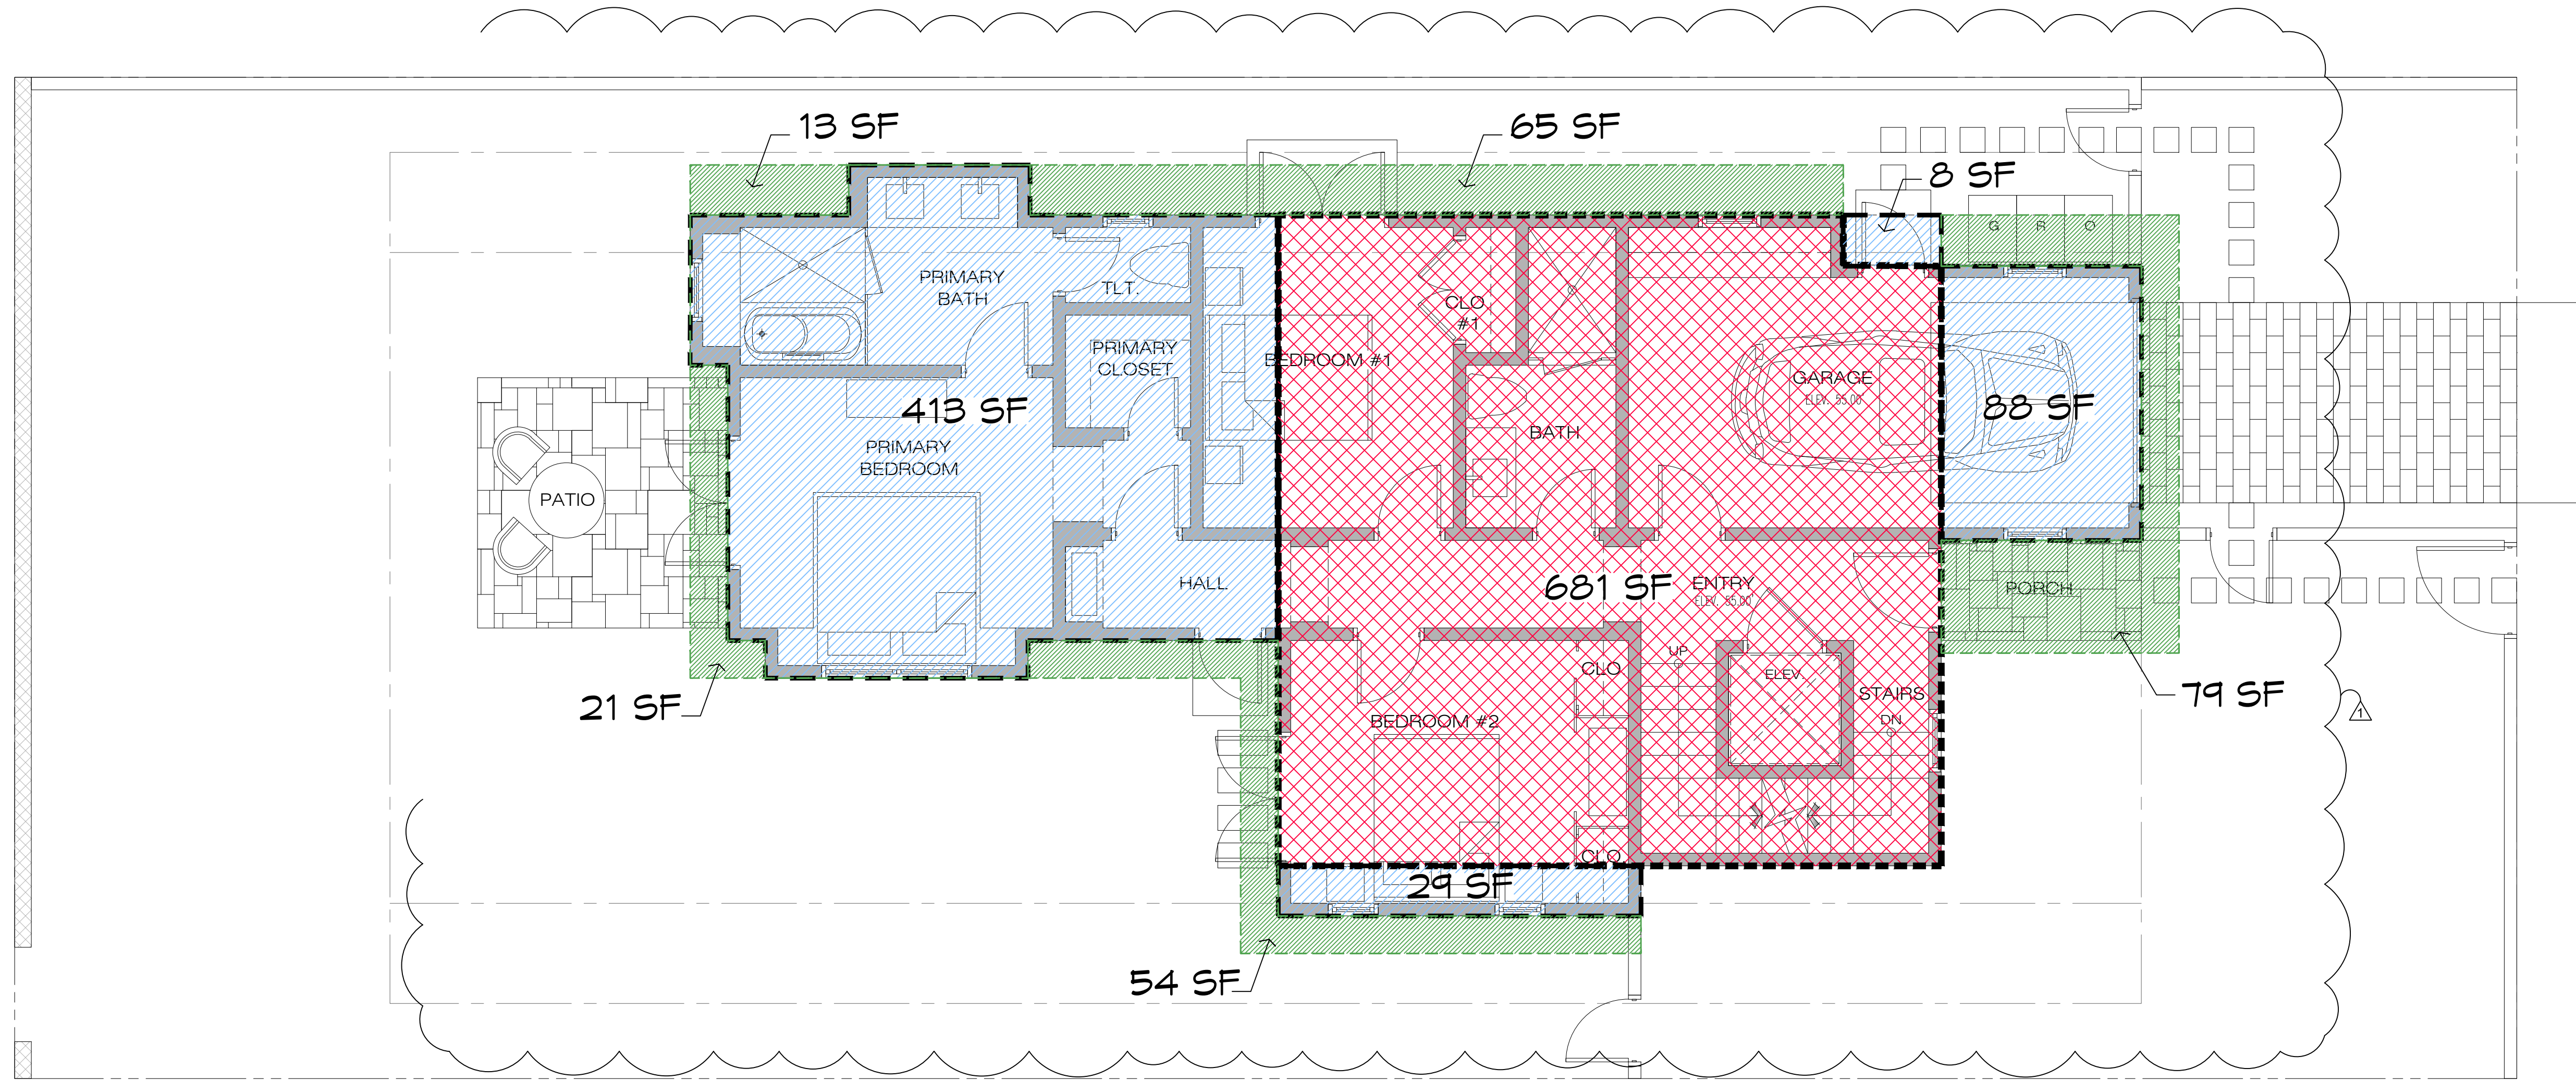 13 SF
65 SF
8 SF
G R O
PRIMARY
BATH
TLT.
CLO
#1
PRIMARY
CLOSET
BEDROOM #1
GARAGE
ELEV. 55.00
413 SF
88 SF
BATH
PRIMARY
BEDROOM
PATIO
HALL
681 SF
ENTRY
ELEV. 55.00
PORCH
UP
CLO
ELEV.
STAIRS
DN
21 SF
79 SF
1
BEDROOM #2
CLO
29 SF
54 SF